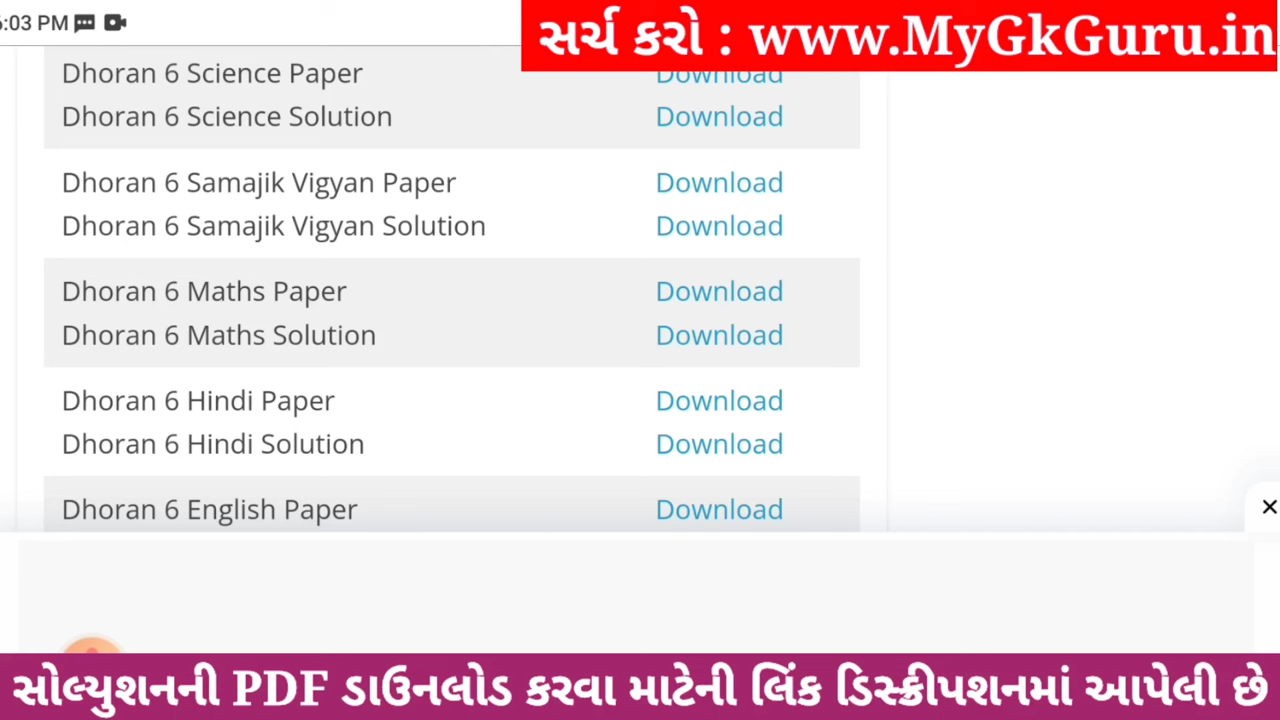 6:03 PM
સર્ચ કરો : www.MyGkGuru.in
Dhoran 6 Science Paper Download
Dhoran 6 Science Solution Download
Dhoran 6 Samajik Vigyan Paper Download
Dhoran 6 Samajik Vigyan Solution Download
Dhoran 6 Maths Paper Download
Dhoran 6 Maths Solution Download
Dhoran 6 Hindi Paper Download
Dhoran 6 Hindi Solution Download
Dhoran 6 English Paper Download
સોલ્યુશનની PDF ડાઉનલોડ કરવા માટેની લિંક ડિસ્ક્રીપશનમાં આપેલી છે